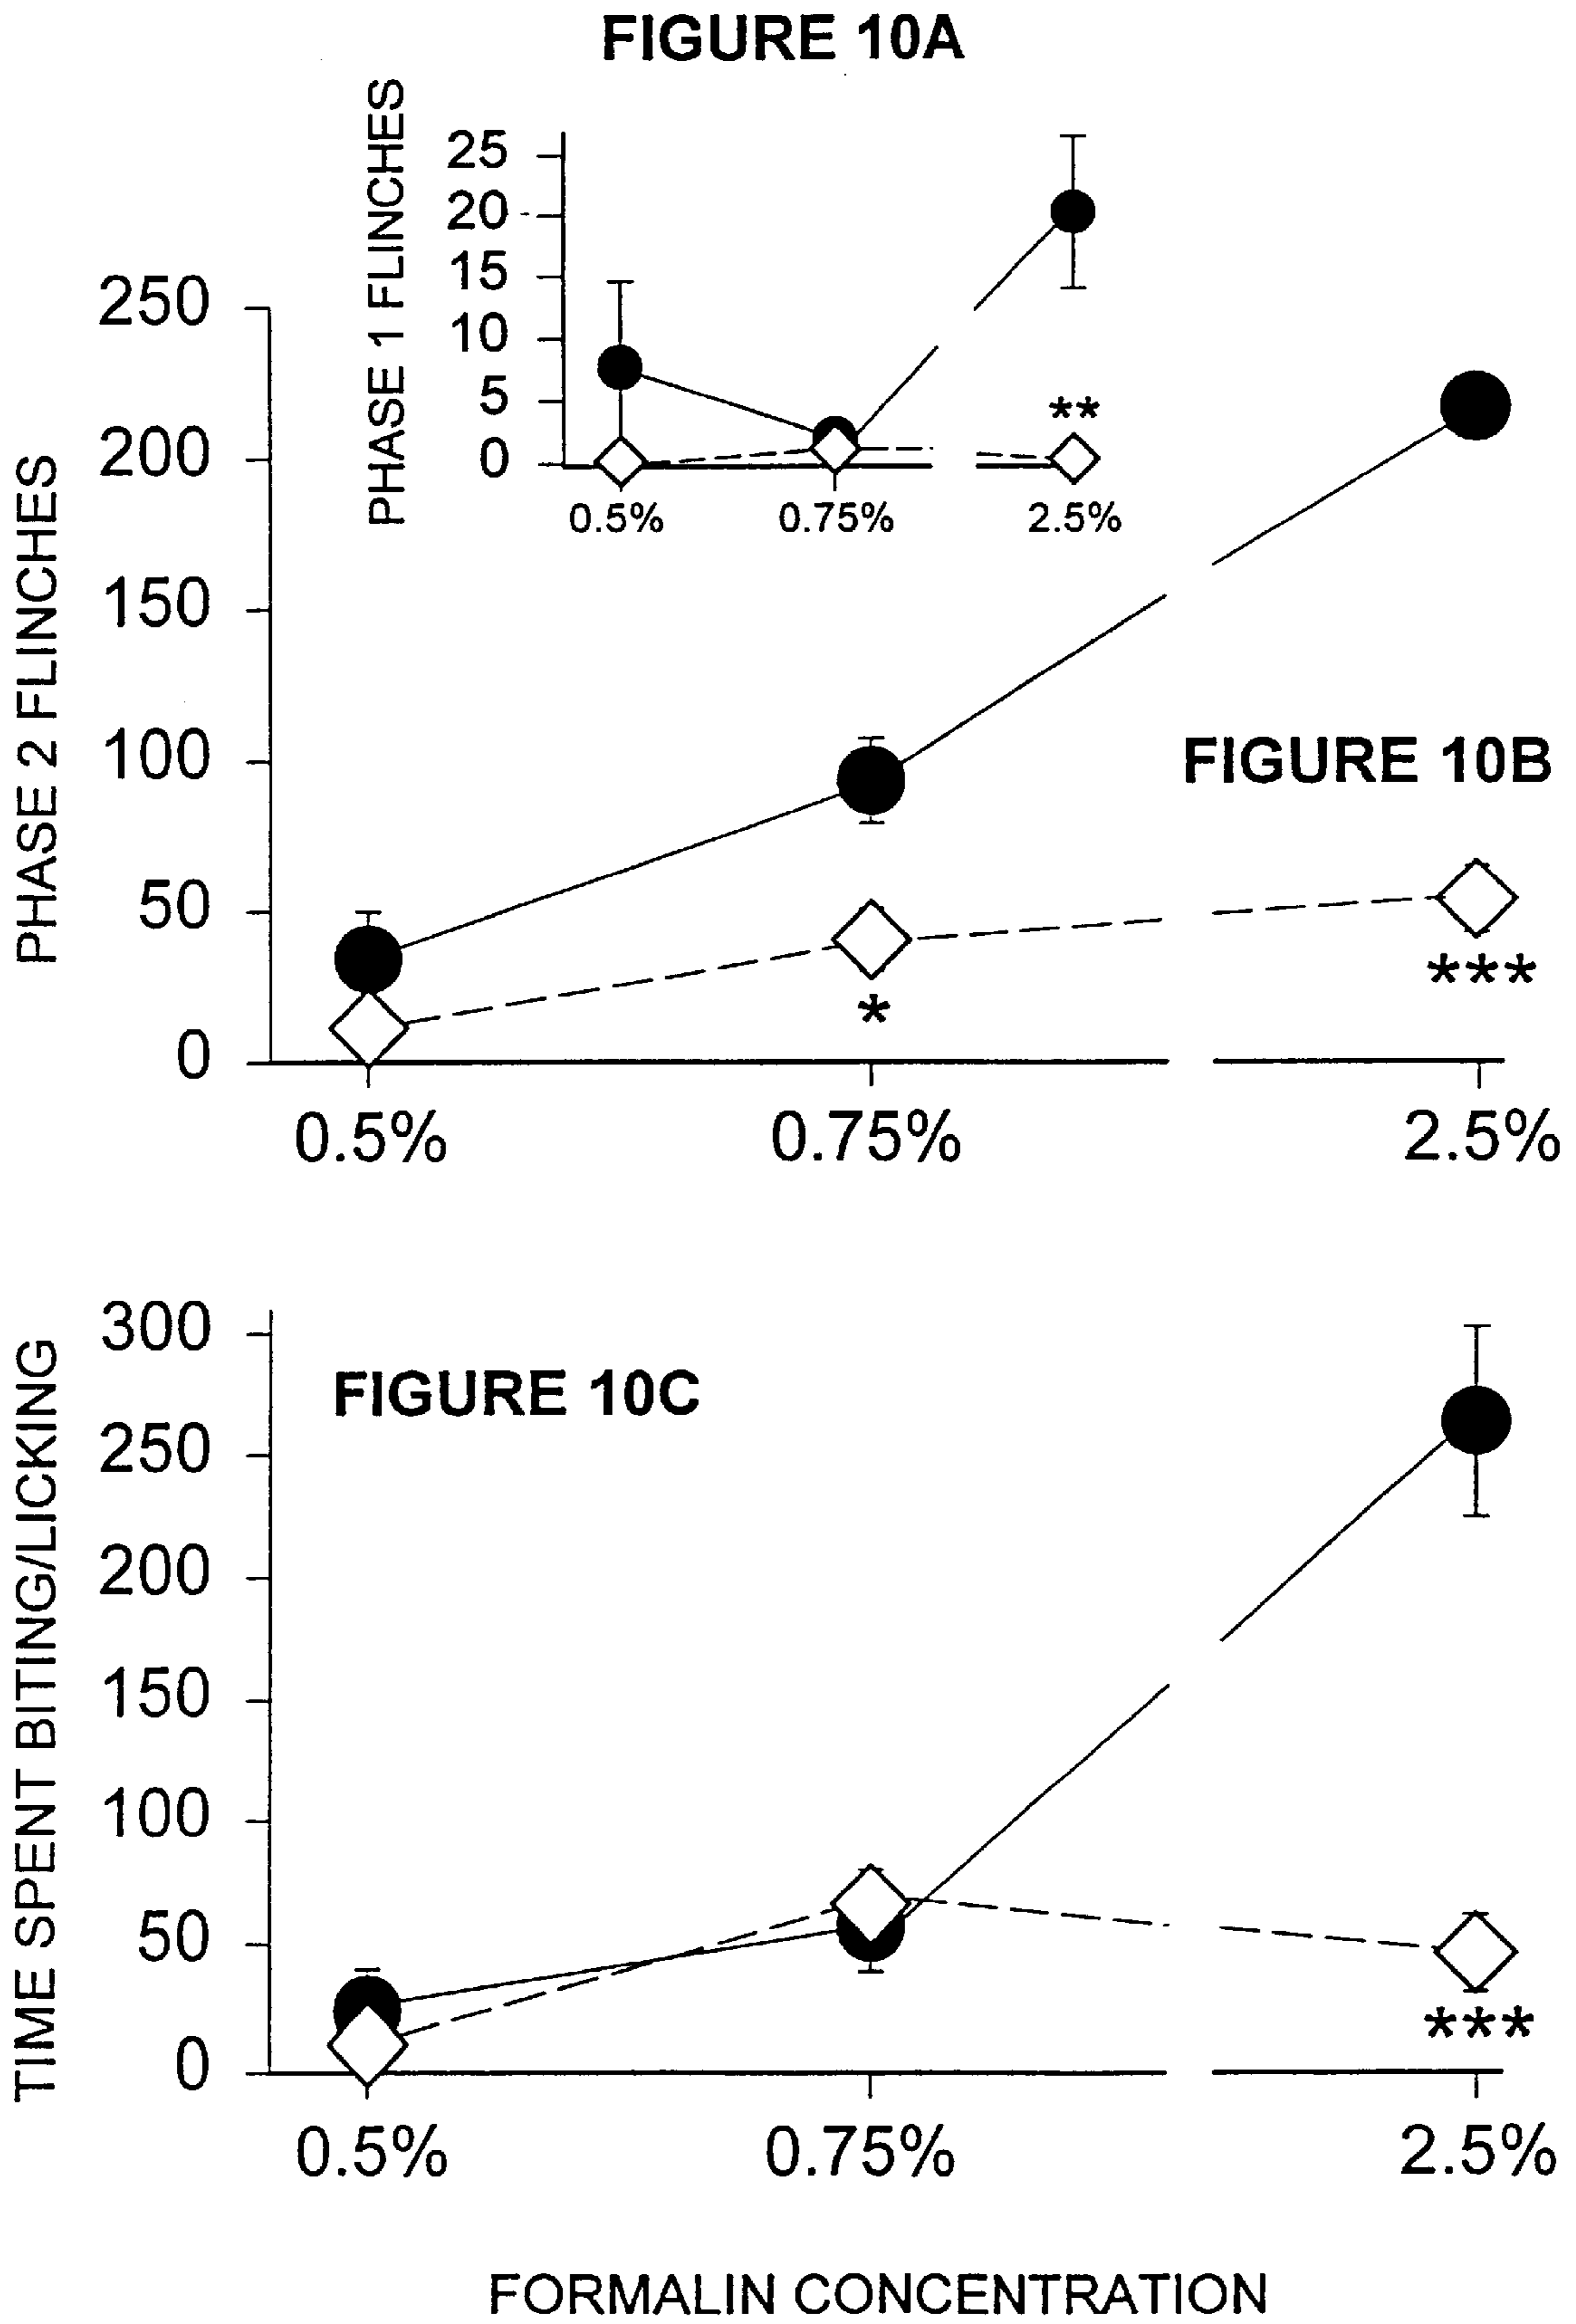 FIGURE 10A
PHASE 1 FLINCHES
25
20
15
10
5
0
**
0.5% 0.75% 2.5%
PHASE 2 FLINCHES
250
200
150
100
50
0
FIGURE 10B
*
***
0.5% 0.75% 2.5%
TIME SPENT BITING/LICKING
300
250
200
150
100
50
0
FIGURE 10C
***
0.5% 0.75% 2.5%
FORMALIN CONCENTRATION